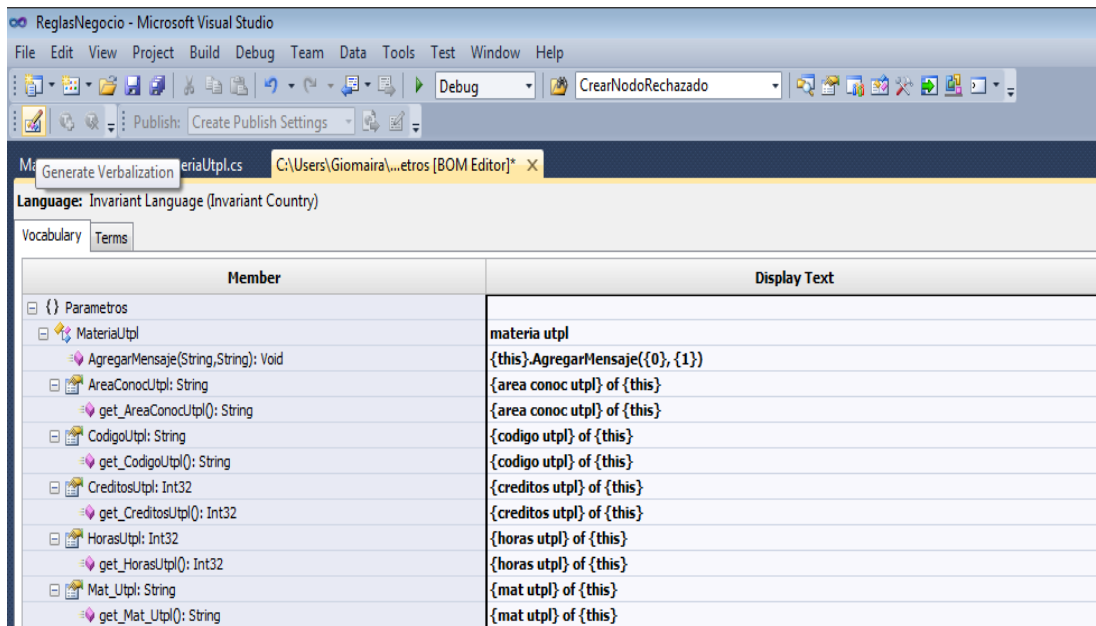 ReglasNegocio - Microsoft Visual Studio
File Edit View Project Build Debug Team Data Tools Test Window Help
Debug CrearNodoRechazado
Publish: Create Publish Settings
Ma eriaUtpl.cs C:\Users\Giomaira\...etros [BOM Editor]* X
Generate Verbalization
Language: Invariant Language (Invariant Country)
Vocabulary Terms
Member Display Text
{} Parametros
MateriaUtpl materia utpl
AgregarMensaje(String,String): Void {this}.AgregarMensaje({0}, {1})
AreaConocUtpl: String {area conoc utpl} of {this}
get_AreaConocUtpl(): String {area conoc utpl} of {this}
CodigoUtpl: String {codigo utpl} of {this}
get_CodigoUtpl(): String {codigo utpl} of {this}
CreditosUtpl: Int32 {creditos utpl} of {this}
get_CreditosUtpl(): Int32 {creditos utpl} of {this}
HorasUtpl: Int32 {horas utpl} of {this}
get_HorasUtpl(): Int32 {horas utpl} of {this}
Mat_Utpl: String {mat utpl} of {this}
get_Mat_Utpl(): String {mat utpl} of {this}